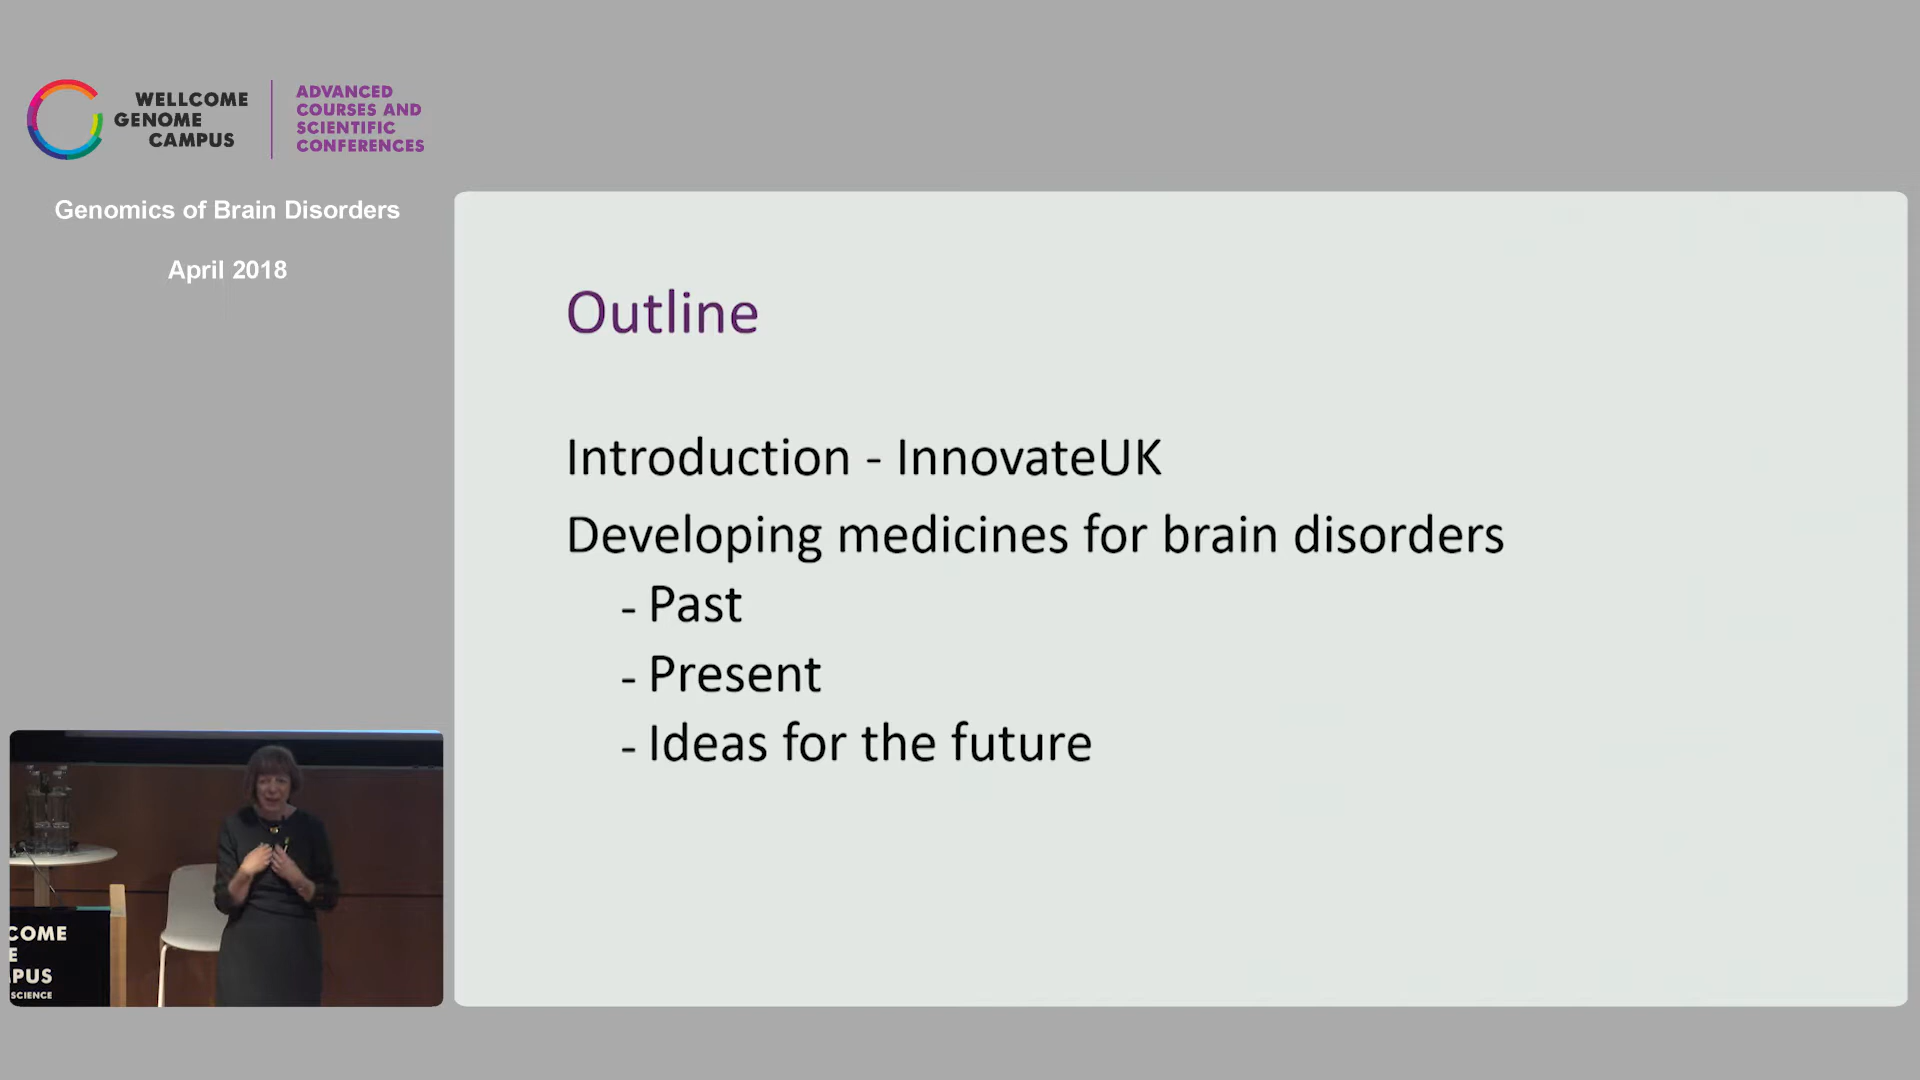 WELLCOME
GENOME
CAMPUS
ADVANCED
COURSES AND
SCIENTIFIC
CONFERENCES
Genomics of Brain Disorders
April 2018
Outline
Introduction - InnovateUK
Developing medicines for brain disorders
- Past
- Present
- Ideas for the future
COME
E
PUS
SCIENCE